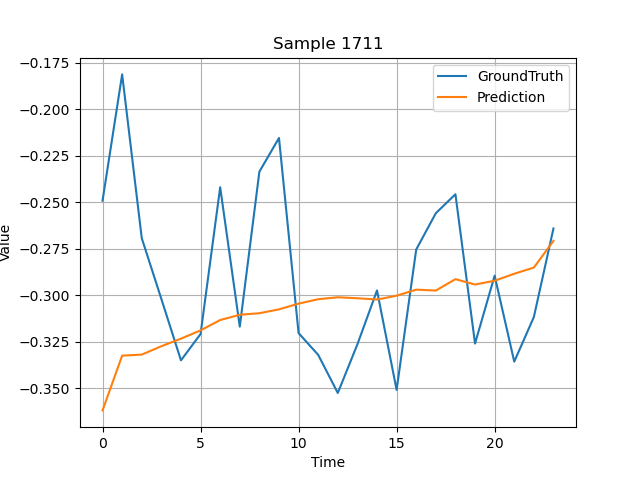 Sample 1711
GroundTruth
Prediction
−0.175
−0.200
−0.225
−0.250
−0.275
−0.300
−0.325
−0.350
Value
0 5 10 15 20
Time